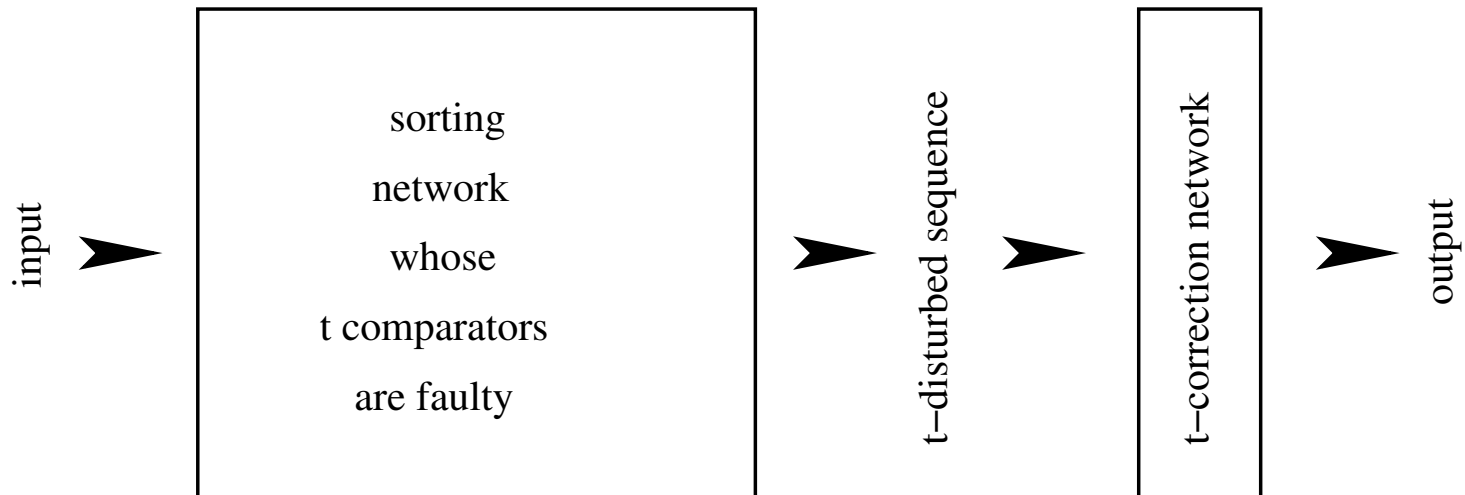 input
sorting
network
whose
t comparators
are faulty
t−disturbed sequence
t−correction network
output